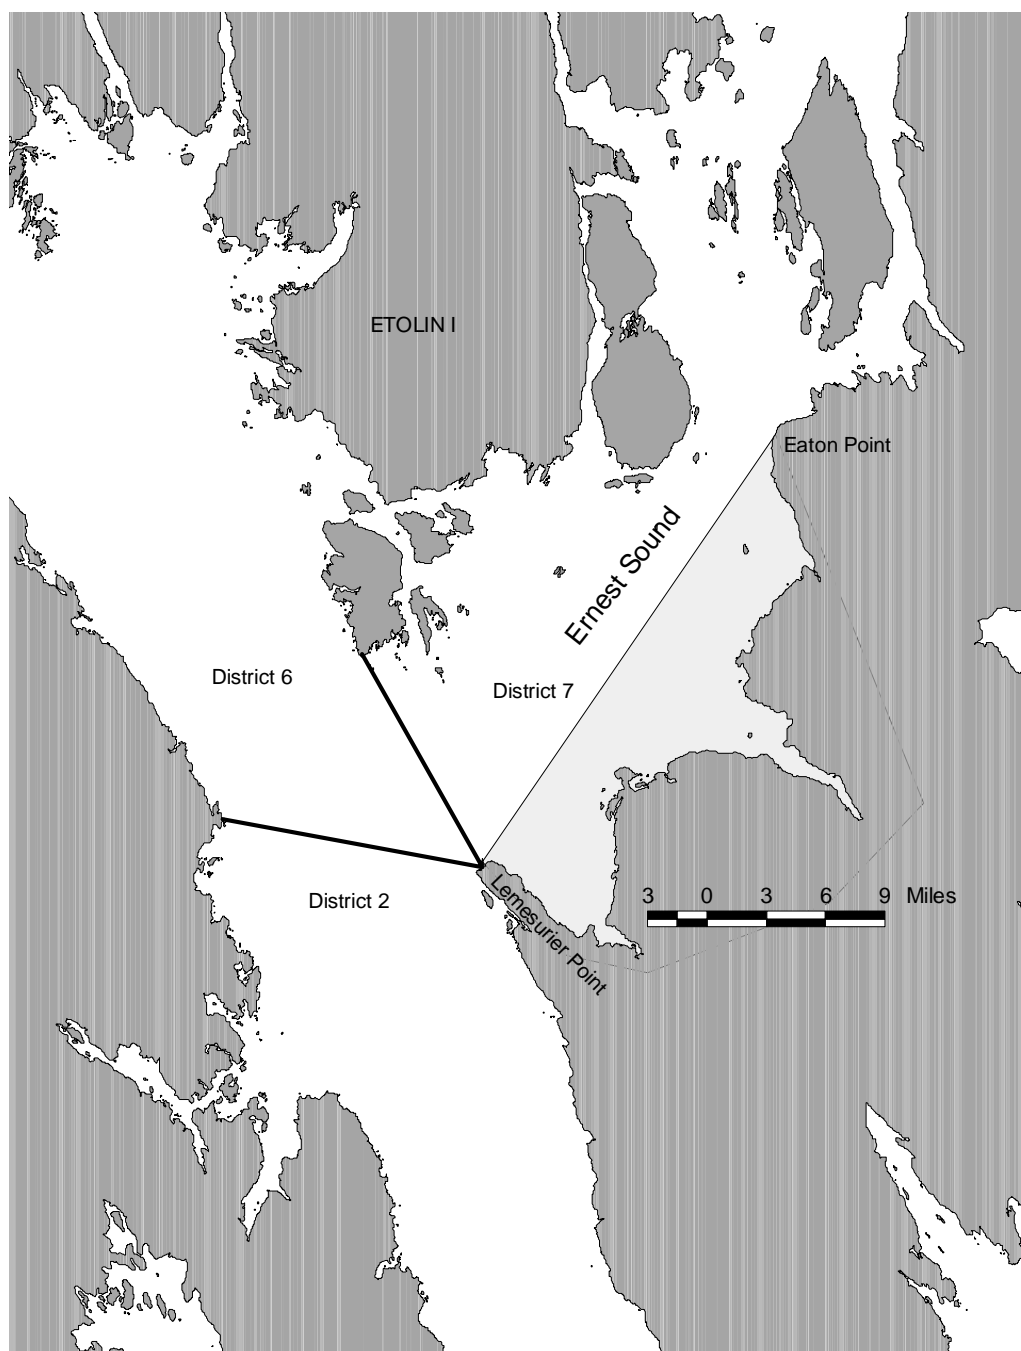 ETOLIN I
Eaton Point
Ernest Sound
District 6
District 7
District 2
Lemesurier Point
3 0 3 6 9 Miles